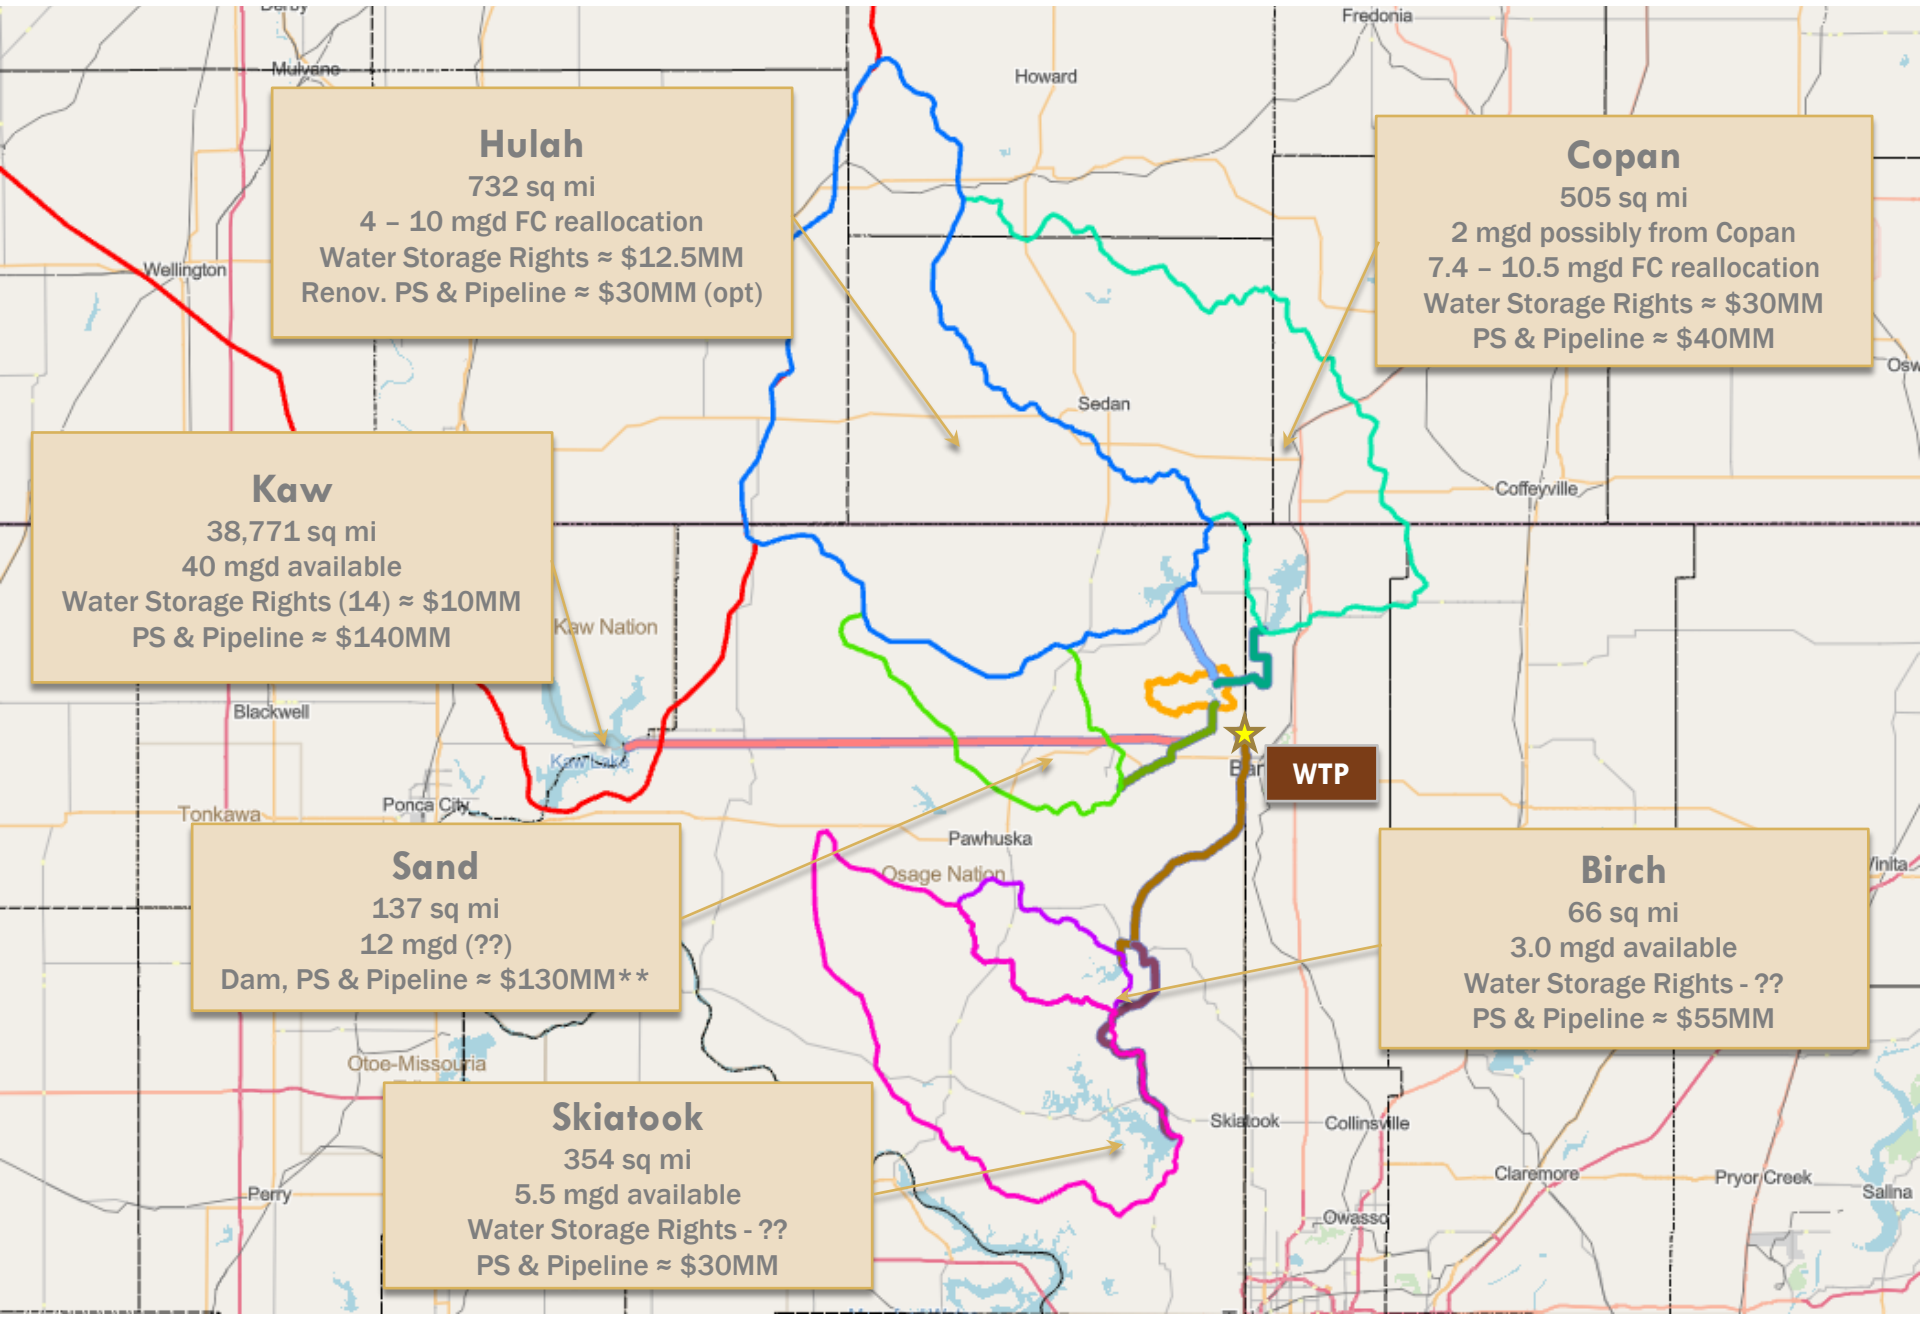 Derby
Mulvane
Howard
Fredonia
Hulah
732 sq mi
4 – 10 mgd FC reallocation
Water Storage Rights ≈ $12.5MM
Renov. PS & Pipeline ≈ $30MM (opt)
Copan
505 sq mi
2 mgd possibly from Copan
7.4 – 10.5 mgd FC reallocation
Water Storage Rights ≈ $30MM
PS & Pipeline ≈ $40MM
Wellington
Osw
Sedan
Coffeyville
Kaw
38,771 sq mi
40 mgd available
Water Storage Rights (14) ≈ $10MM
PS & Pipeline ≈ $140MM
Kaw Nation
Blackwell
Kaw Lake
Ponca City
Tonkawa
Bar
WTP
Pawhuska
Osage Nation
Vinita
Sand
137 sq mi
12 mgd (??)
Dam, PS & Pipeline ≈ $130MM**
Birch
66 sq mi
3.0 mgd available
Water Storage Rights - ??
PS & Pipeline ≈ $55MM
Otoe-Missouria
Skiatook
354 sq mi
5.5 mgd available
Water Storage Rights - ??
PS & Pipeline ≈ $30MM
Skiatook
Collinsville
Perry
Claremore
Pryor Creek
Salina
Owasso